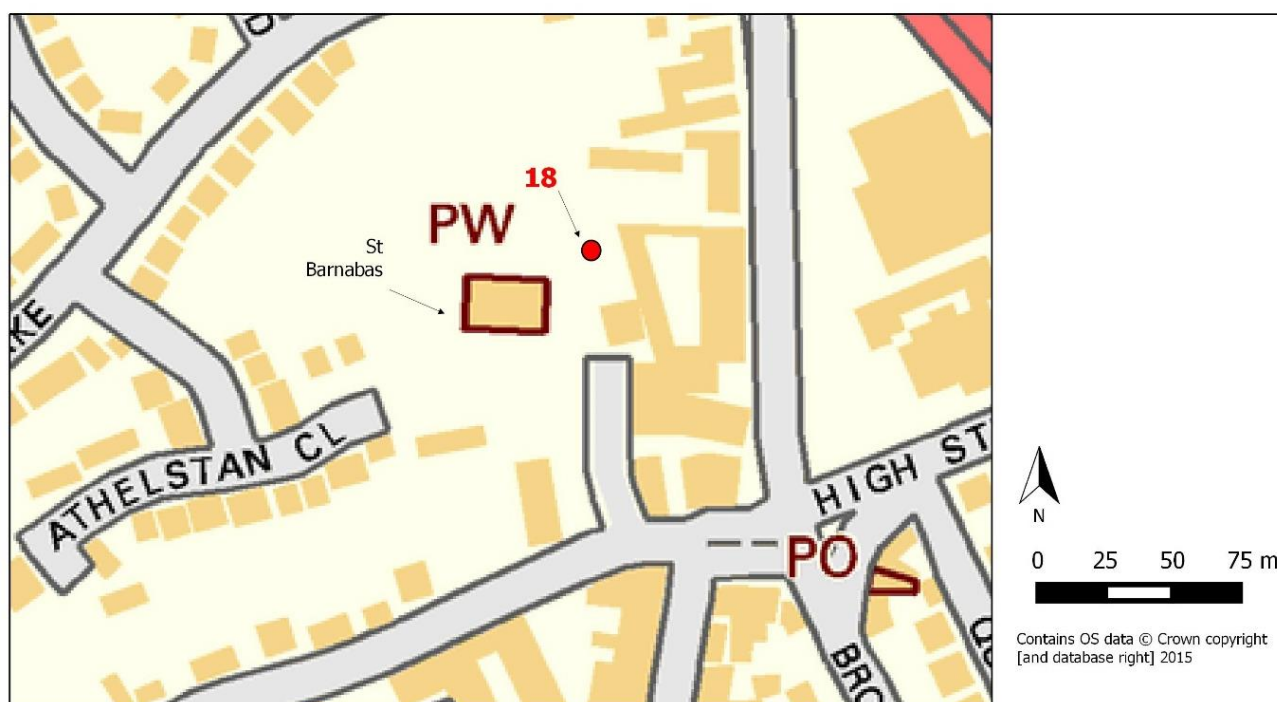 18
PW
St
Barnabas
ATHELSTAN CL
HIGH ST
PO
N
0 25 50 75 m
Contains OS data © Crown copyright
[and database right] 2015